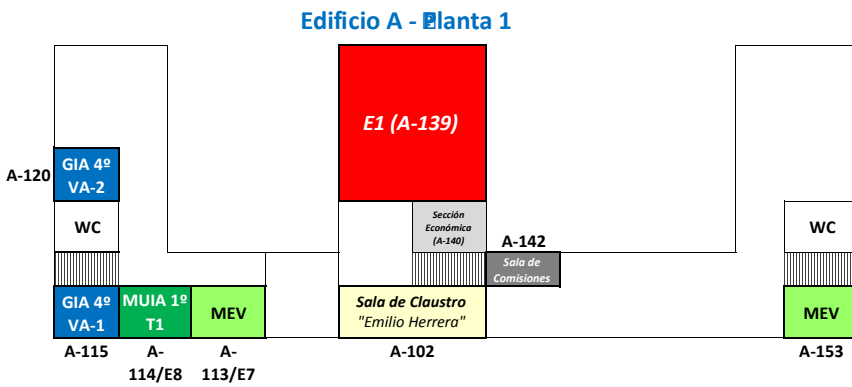 Edificio A - Planta 1
E1 (A-139)
GIA 4º
VA-2
A-120
WC
Sección
Económica
(A-140)
A-142
WC
Sala de
Comisiones
GIA 4º
VA-1
MUIA 1º
T1
MEV
Sala de Claustro
"Emilio Herrera"
MEV
A-115
A-
114/E8
A-
113/E7
A-102
A-153